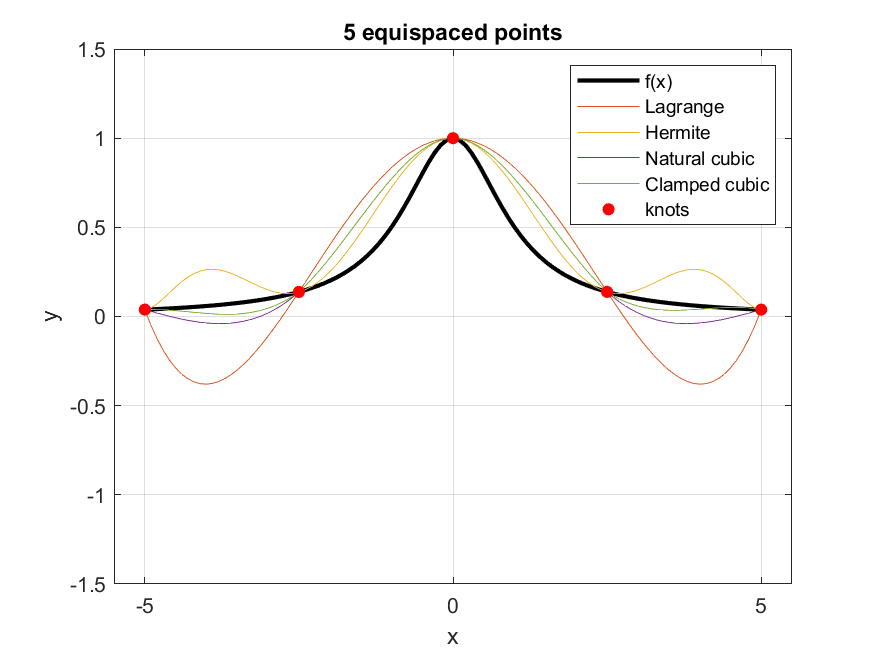 5 equispaced points
1.5
1
0.5
0
-0.5
-1
-1.5
y
-5
0
5
x
f(x)
Lagrange
Hermite
Natural cubic
Clamped cubic
knots